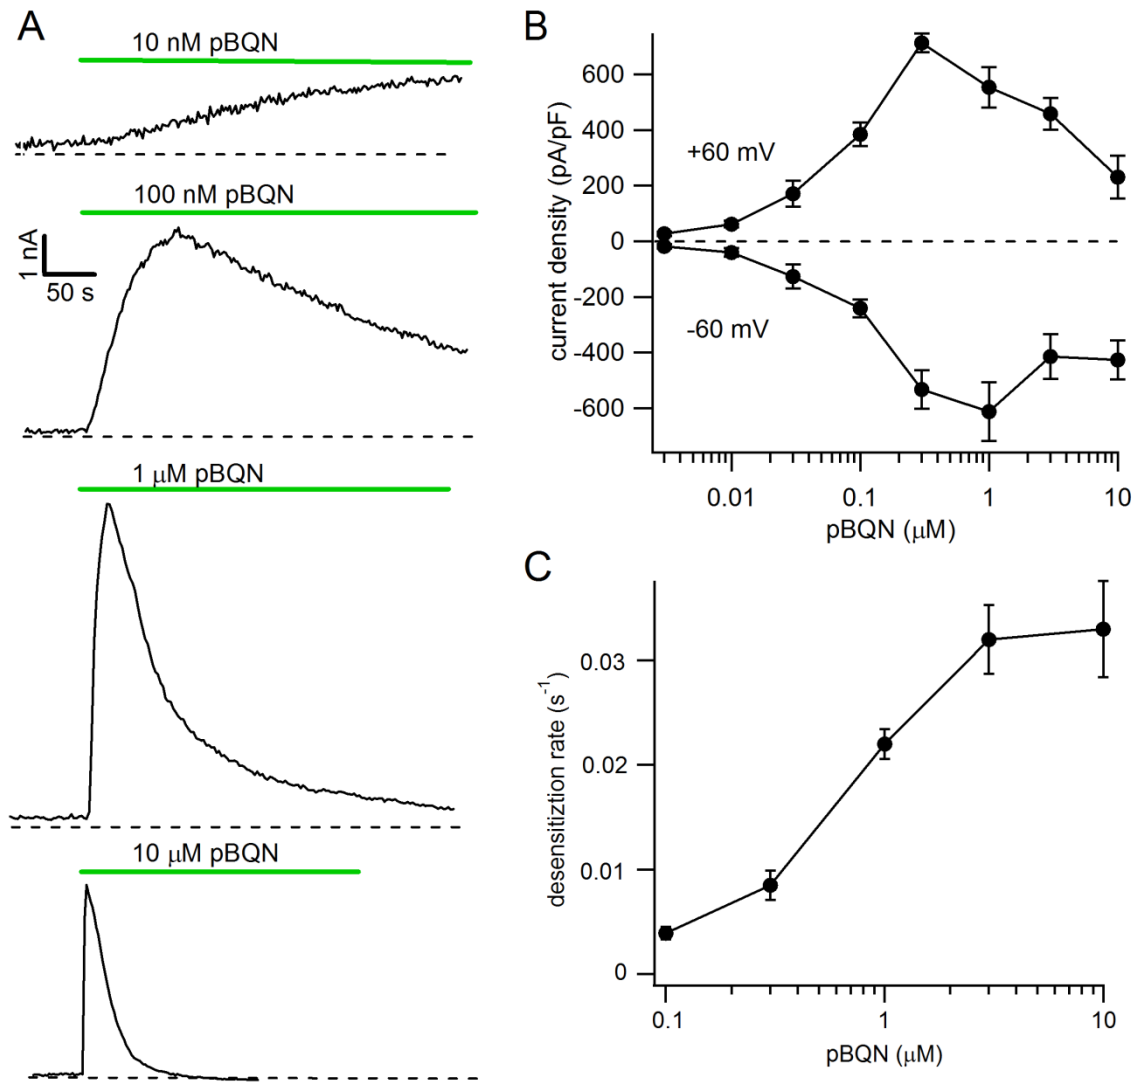 A
10 nM pBQN
100 nM pBQN
1 nA
50 s
1 μM pBQN
10 μM pBQN
B
current density (pA/pF)
600
400
200
0
-200
-400
-600
+60 mV
-60 mV
0.01
0.1
1
10
pBQN (μM)
C
desensitiztion rate (s-1)
0.03
0.02
0.01
0
0.1
1
10
pBQN (μM)